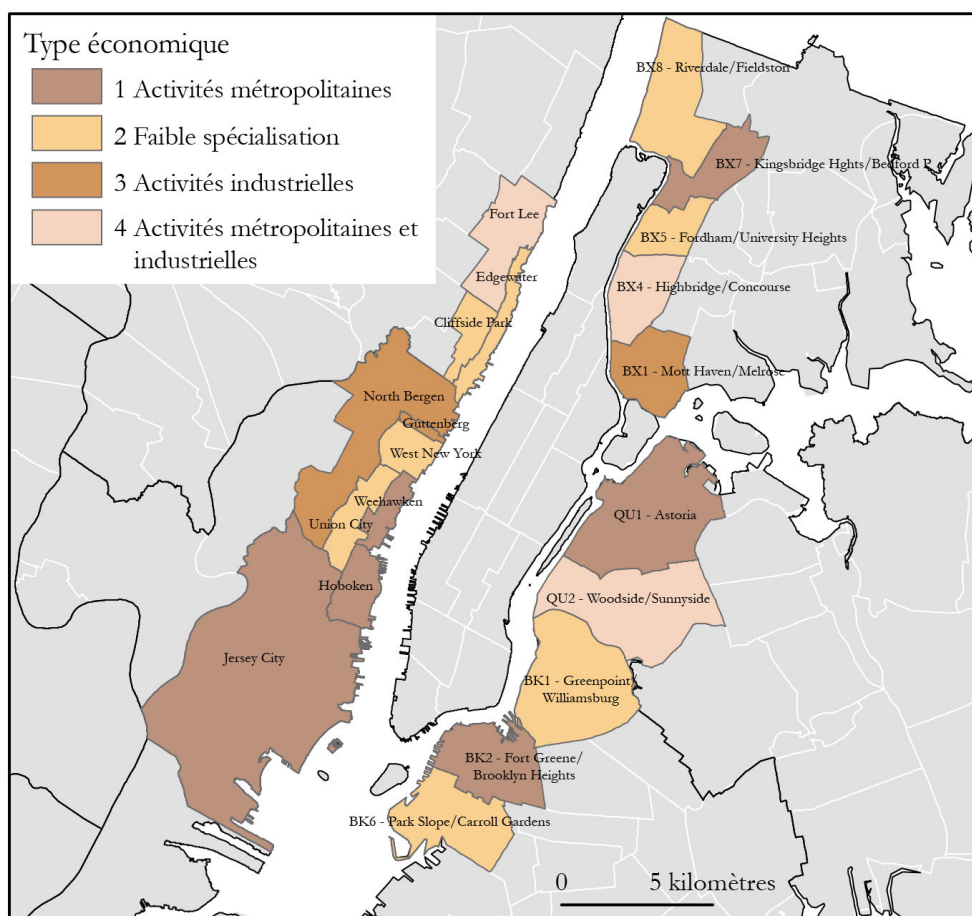 Type économique
1 Activités métropolitaines
2 Faible spécialisation
3 Activités industrielles
4 Activités métropolitaines et
industrielles
BX8 - Riverdale/Fieldston
BX7 - Kingsbridge Hghts/Bedford P
Fort Lee
BX5 - Fordham/University Heights
Edgewater
BX4 - Highbridge/Concourse
Cliffside Park
BX1 - Mott Haven/Melrose
North Bergen
Guttenberg
West New York
Weehawken
QU1 - Astoria
Union City
Hoboken
QU2 - Woodside/Sunnyside
Jersey City
BK1 - Greenpoint/
Williamsburg
BK2 - Fort Greene/
Brooklyn Heights
BK6 - Park Slope/Carroll Gardens
0 5 kilomètres